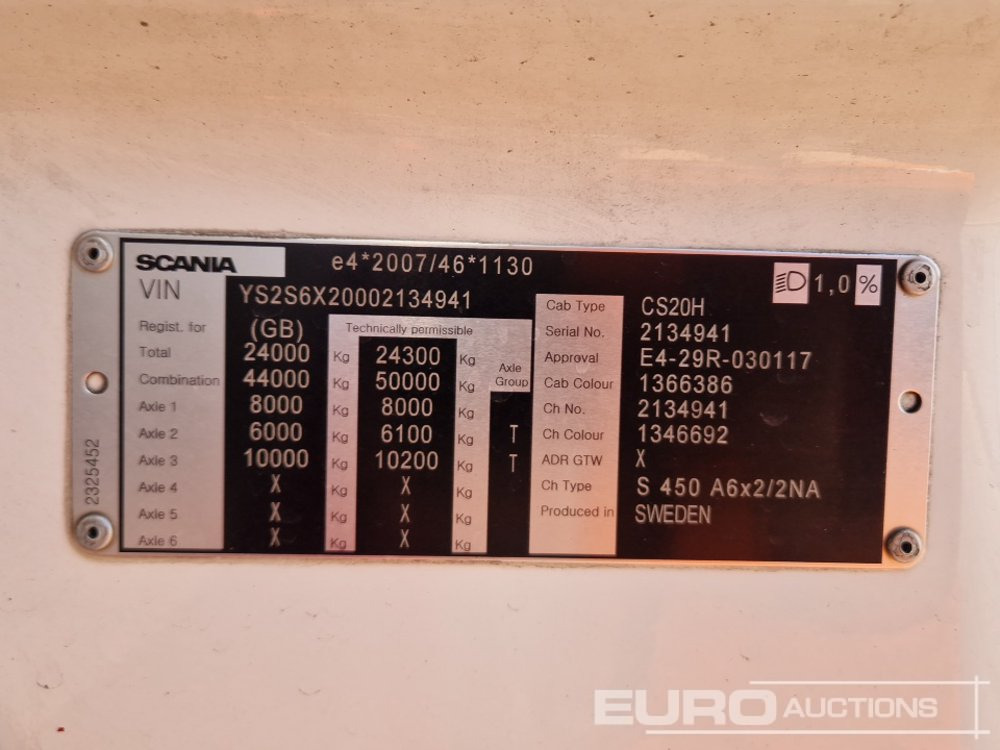 SCANIA e4*2007/46*1130 1,0 %
VIN YS2S6X20002134941
Regist. for (GB) Technically permissible
Total 24000 Kg 24300 Kg Axle Group
Combination 44000 Kg 50000 Kg
Axle 1 8000 Kg 8000 Kg
Axle 2 6000 Kg 6100 Kg T
Axle 3 10000 Kg 10200 Kg T
Axle 4 X Kg X Kg
Axle 5 X Kg X Kg
Axle 6 X Kg X Kg
Cab Type CS20H
Serial No. 2134941
Approval E4-29R-030117
Cab Colour 1366386
Ch No. 2134941
Ch Colour 1346692
ADR GTW X
Ch Type S 450 A6x2/2NA
Produced in SWEDEN
2325452
EURO AUCTIONS